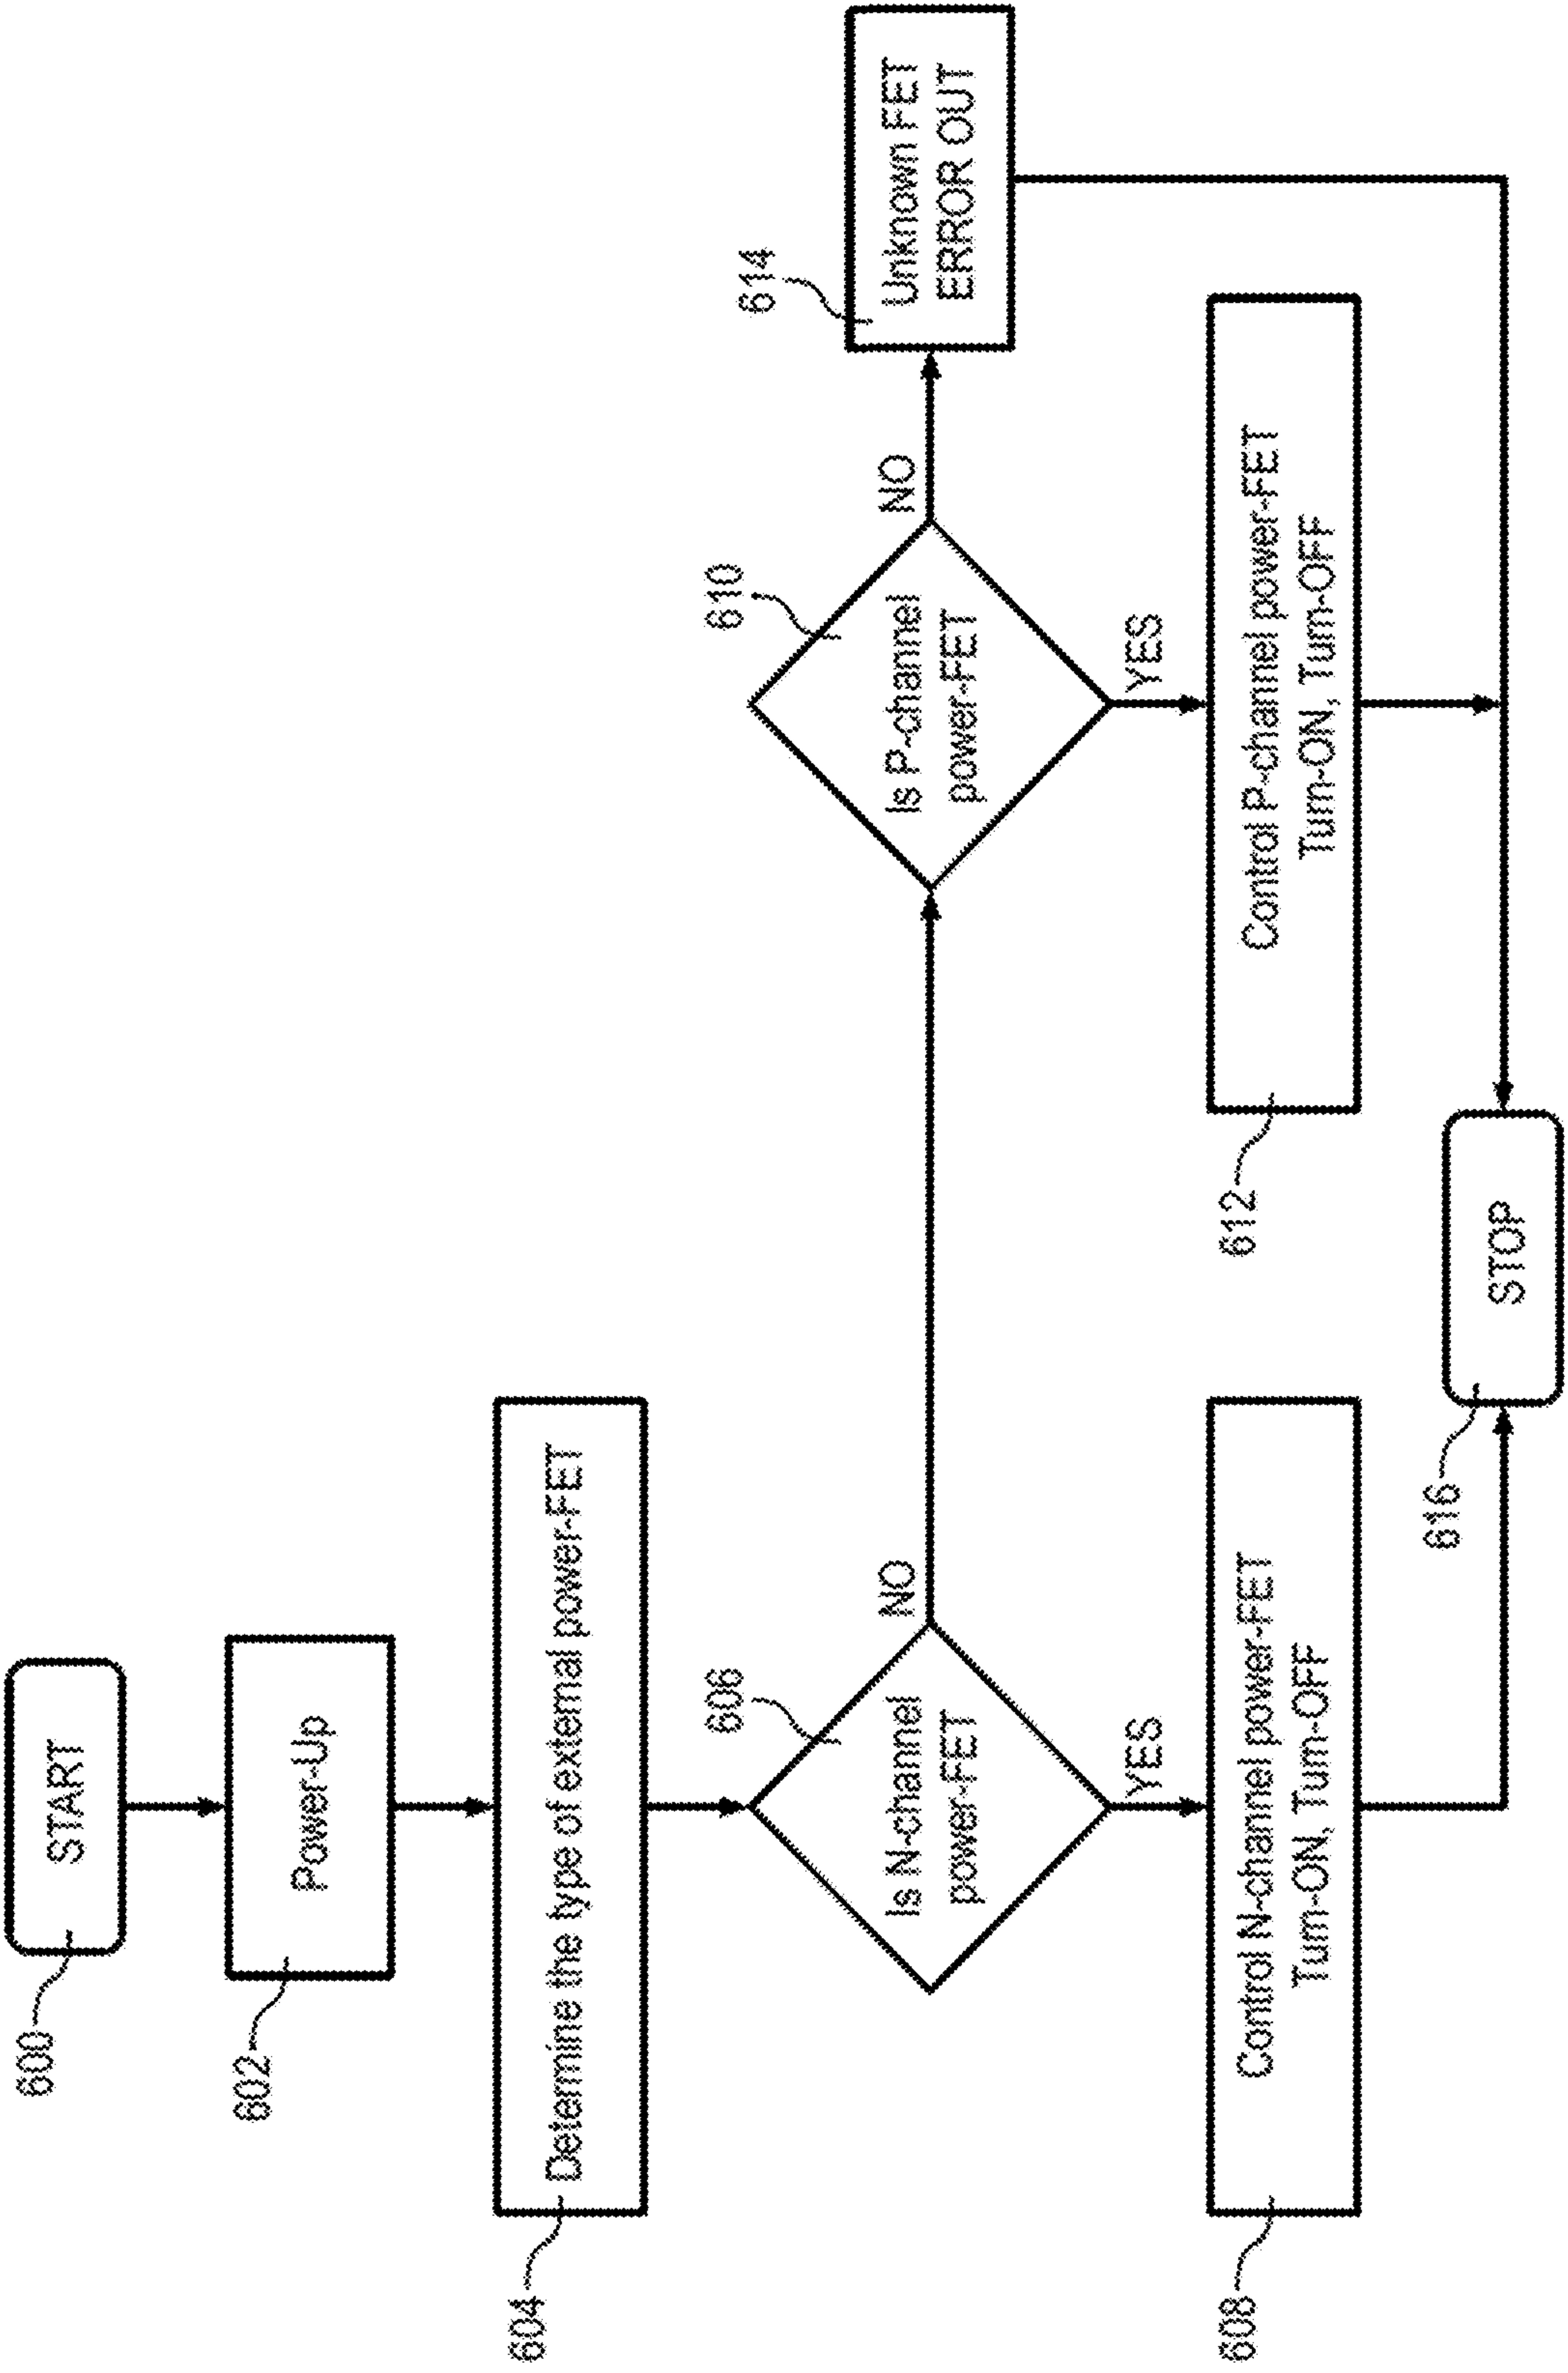 600
START
602
Power-Up
604
Determine the type of external power-FET
606
Is N-channel
power-FET
NO
YES
608
Control N-channel power-FET
Turn-ON, Turn-OFF
610
Is P-channel
power-FET
NO
YES
612
Control P-channel power-FET
Turn-ON, Turn-OFF
614
Unknown FET
ERROR OUT
616
STOP